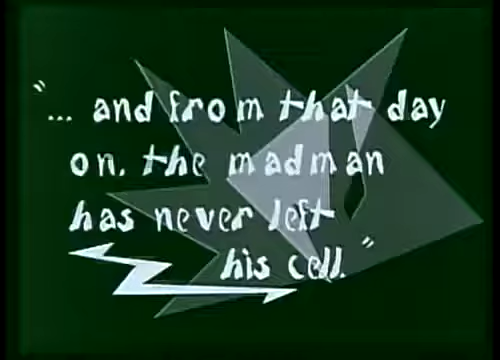 "... and from that day
on, the madman
has never left
his cell."